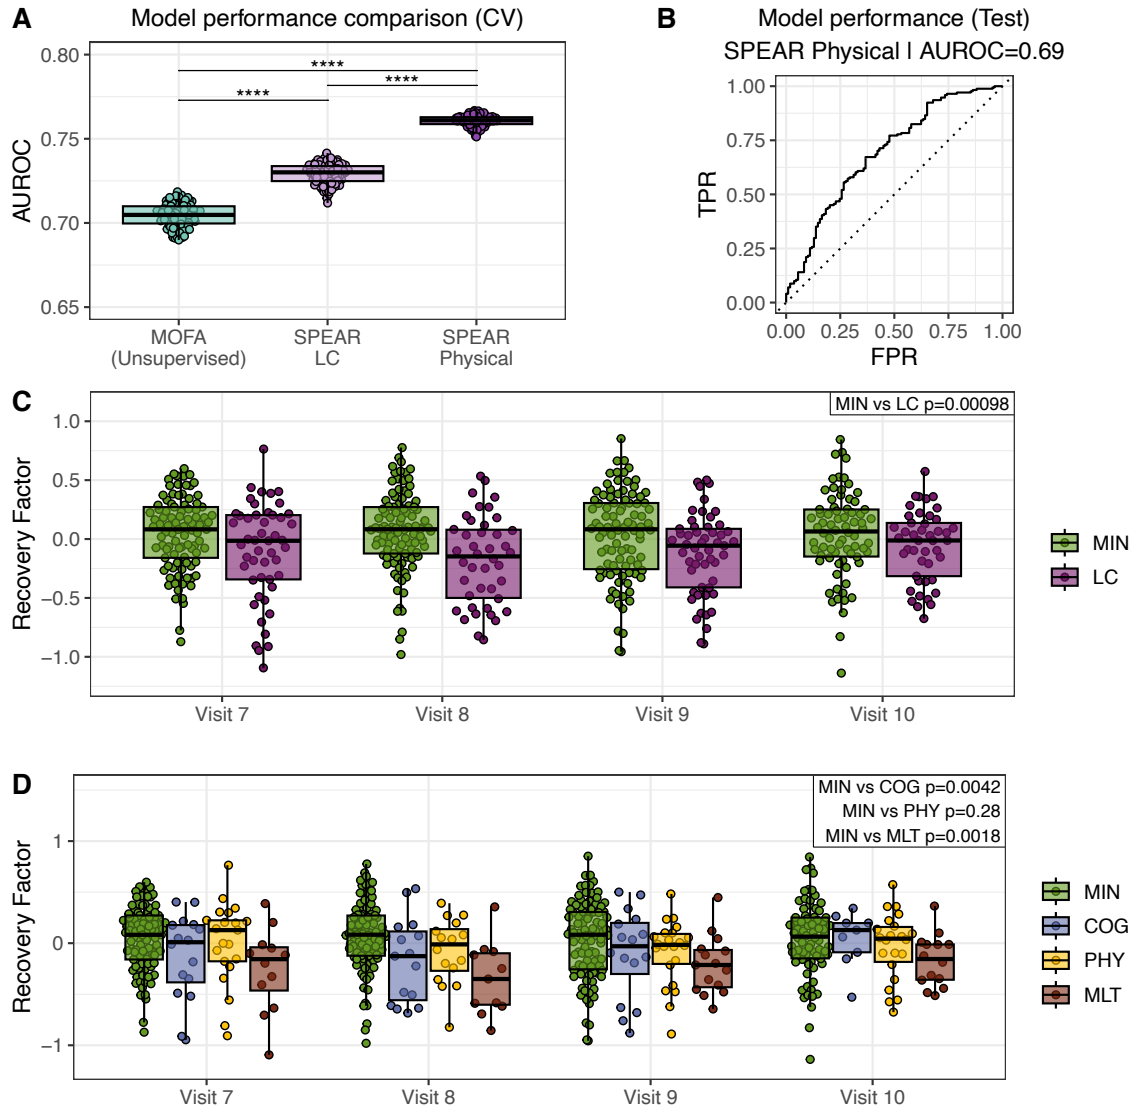 A
Model performance comparison (CV)
AUROC
0.80
0.75
0.70
0.65
****
****
****
MOFA
(Unsupervised)
SPEAR
LC
SPEAR
Physical
B
Model performance (Test)
SPEAR Physical | AUROC=0.69
TPR
1.00
0.75
0.50
0.25
0.00
0.00 0.25 0.50 0.75 1.00
FPR
C
MIN vs LC p=0.00098
Recovery Factor
1.0
0.5
0.0
−0.5
−1.0
Visit 7 Visit 8 Visit 9 Visit 10
MIN
LC
D
MIN vs COG p=0.0042
MIN vs PHY p=0.28
MIN vs MLT p=0.0018
Recovery Factor
1
0
−1
Visit 7 Visit 8 Visit 9 Visit 10
MIN
COG
PHY
MLT